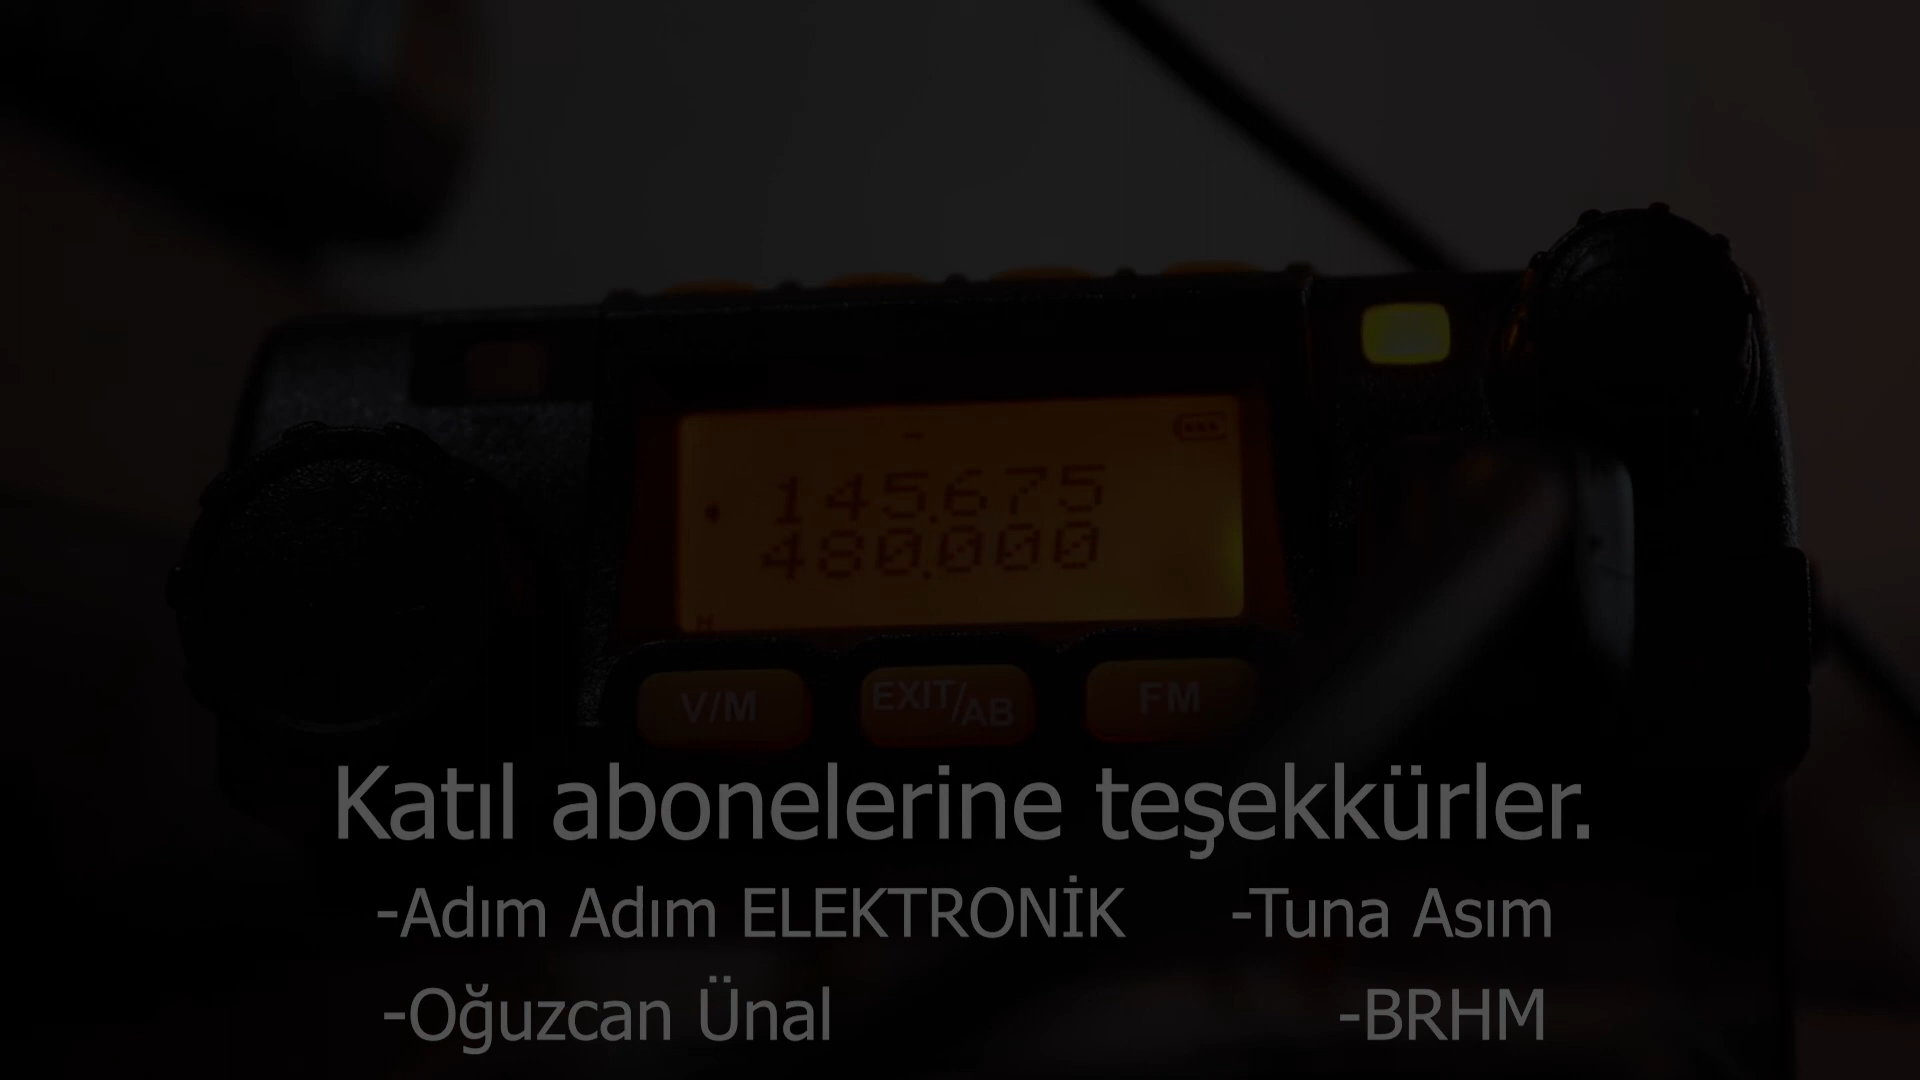 145.675
480.000
H
V/M EXIT/AB FM
Katıl abonelerine teşekkürler.
-Adım Adım ELEKTRONİK -Tuna Asım
-Oğuzcan Ünal -BRHM